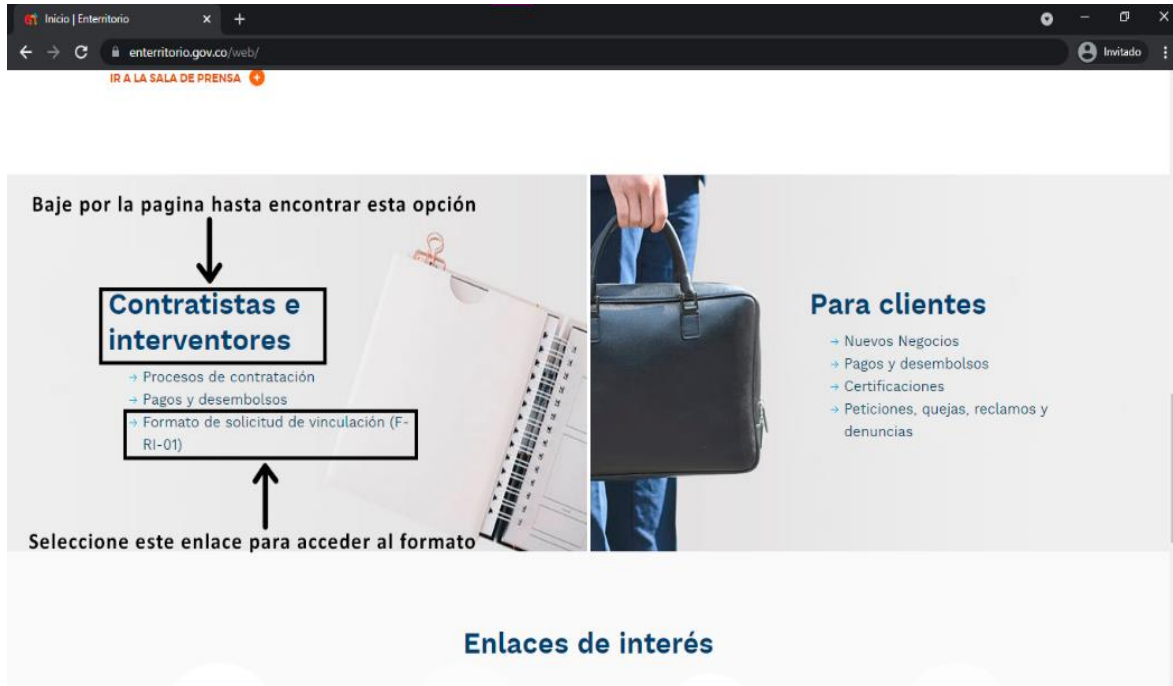 Inicio | Enterritorio
enterritorio.gov.co/web/
Invitado
IR A LA SALA DE PRENSA
Baje por la pagina hasta encontrar esta opción
Contratistas e
interventores
Procesos de contratación
Pagos y desembolsos
Formato de solicitud de vinculación (F-
RI-01)
Seleccione este enlace para acceder al formato
Para clientes
Nuevos Negocios
Pagos y desembolsos
Certificaciones
Peticiones, quejas, reclamos y
denuncias
Enlaces de interés